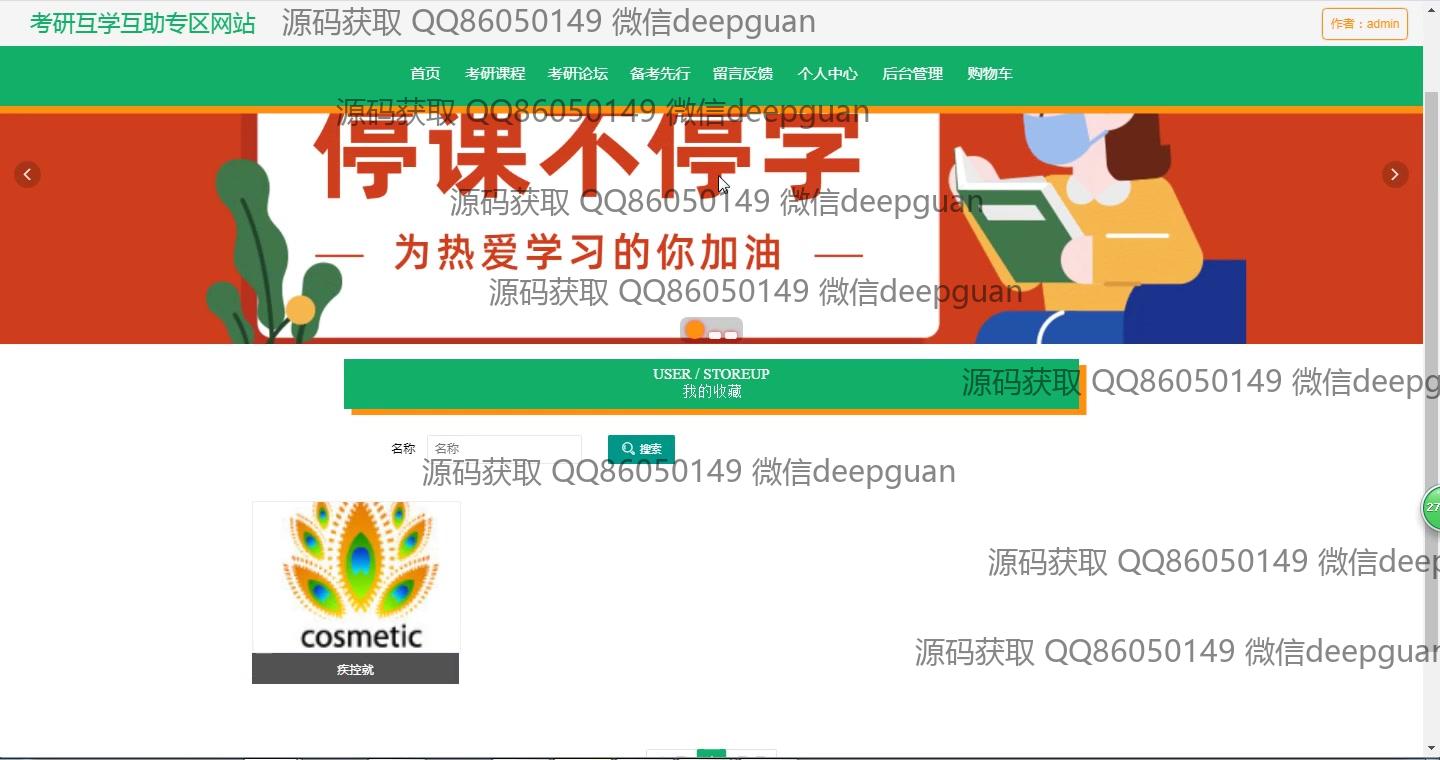 考研互学互助专区网站
源码获取 QQ86050149 微信deepguan
作者：admin
首页 考研课程 考研论坛 备考先行 留言反馈 个人中心 后台管理 购物车
源码获取 QQ86050149 微信deepguan
停课不停学
源码获取 QQ86050149 微信deepguan
为热爱学习的你加油
源码获取 QQ86050149 微信deepguan
USER / STOREUP
我的收藏
源码获取 QQ86050149 微信deepg
名称 名称 搜索
源码获取 QQ86050149 微信deepguan
27
源码获取 QQ86050149 微信deep
cosmetic
源码获取 QQ86050149 微信deepguan
疾控就